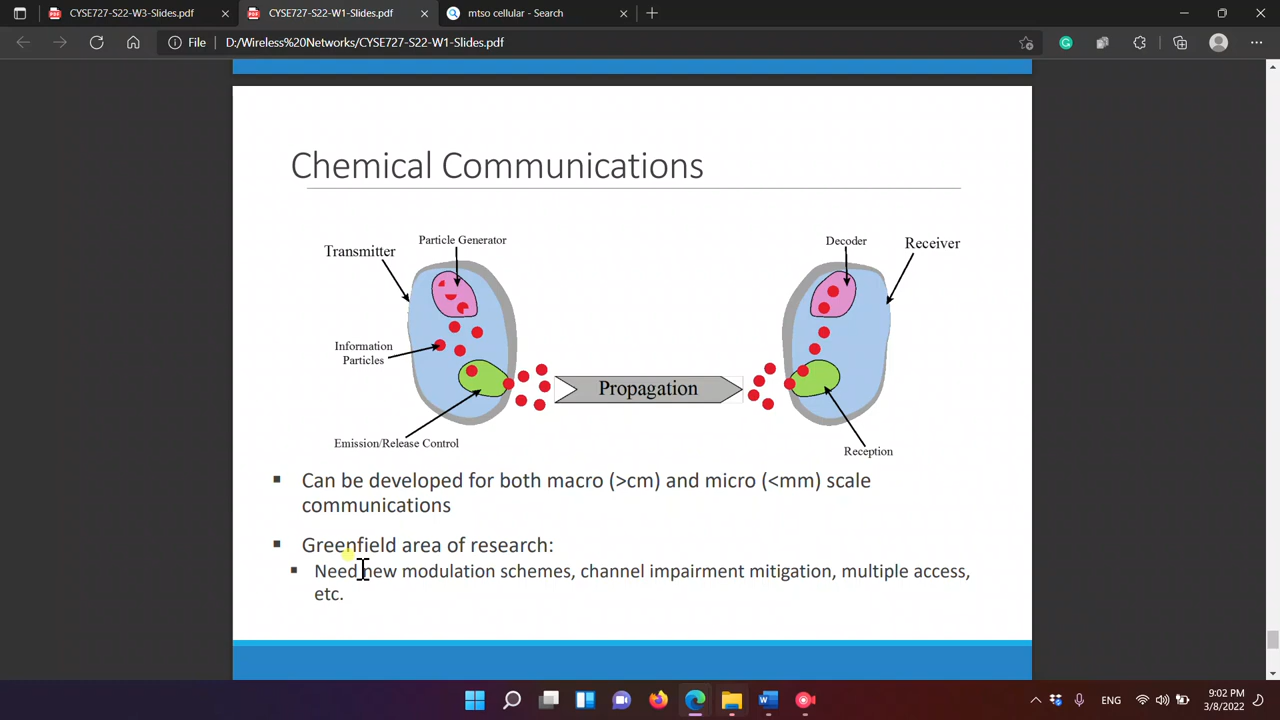 CYSE727-S22-W3-Slides.pdf
CYSE727-S22-W1-Slides.pdf
mtso cellular - Search
File
D:/Wireless%20Networks/CYSE727-S22-W1-Slides.pdf
Chemical Communications
Transmitter
Particle Generator
Decoder
Receiver
Information
Particles
Propagation
Emission/Release Control
Reception
Can be developed for both macro (>cm) and micro (<mm) scale
communications
Greenfield area of research:
Need new modulation schemes, channel impairment mitigation, multiple access,
etc.
ENG
9:02 PM
3/8/2022